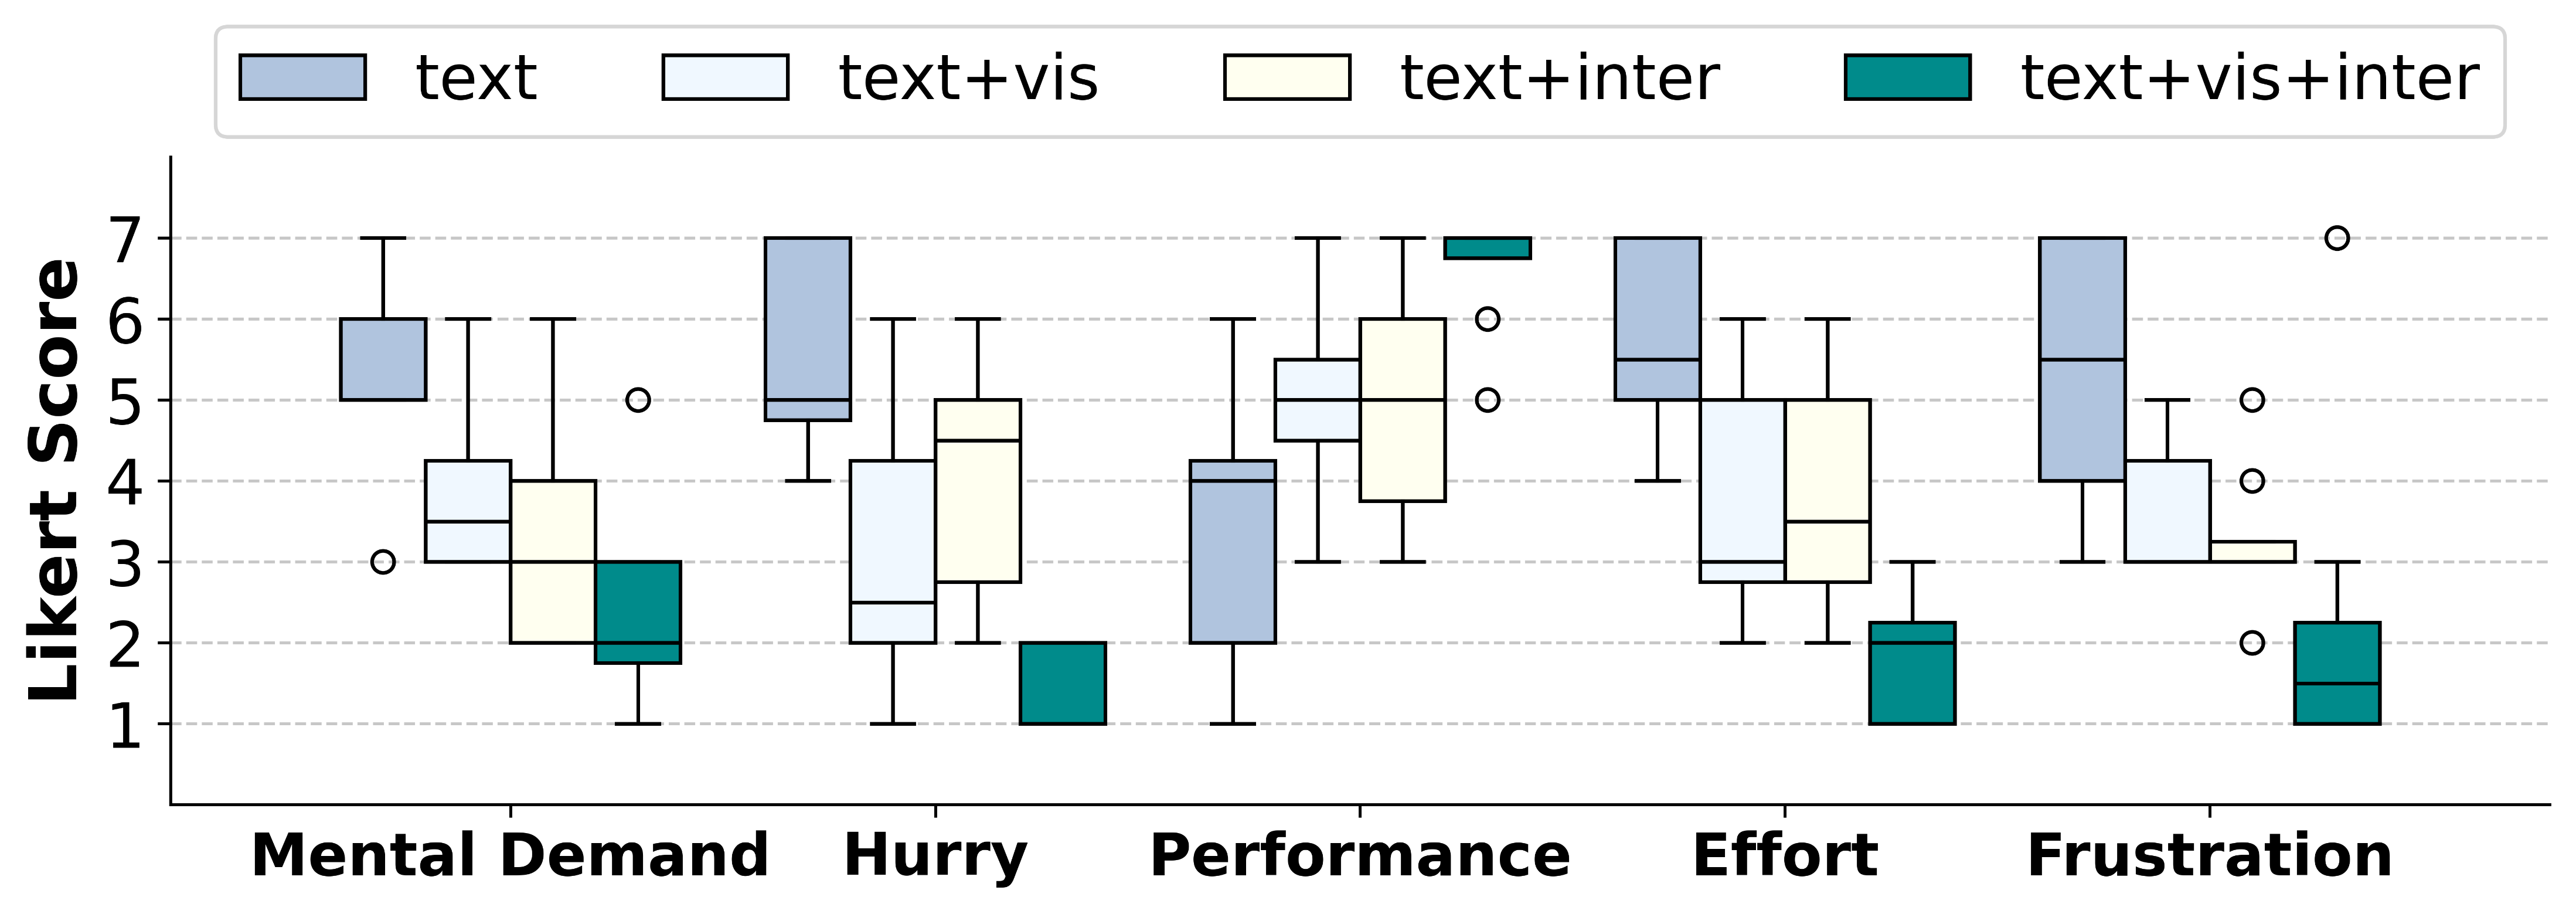 text text+vis text+inter text+vis+inter
Likert Score
7
6
5
4
3
2
1
Mental Demand Hurry Performance Effort Frustration